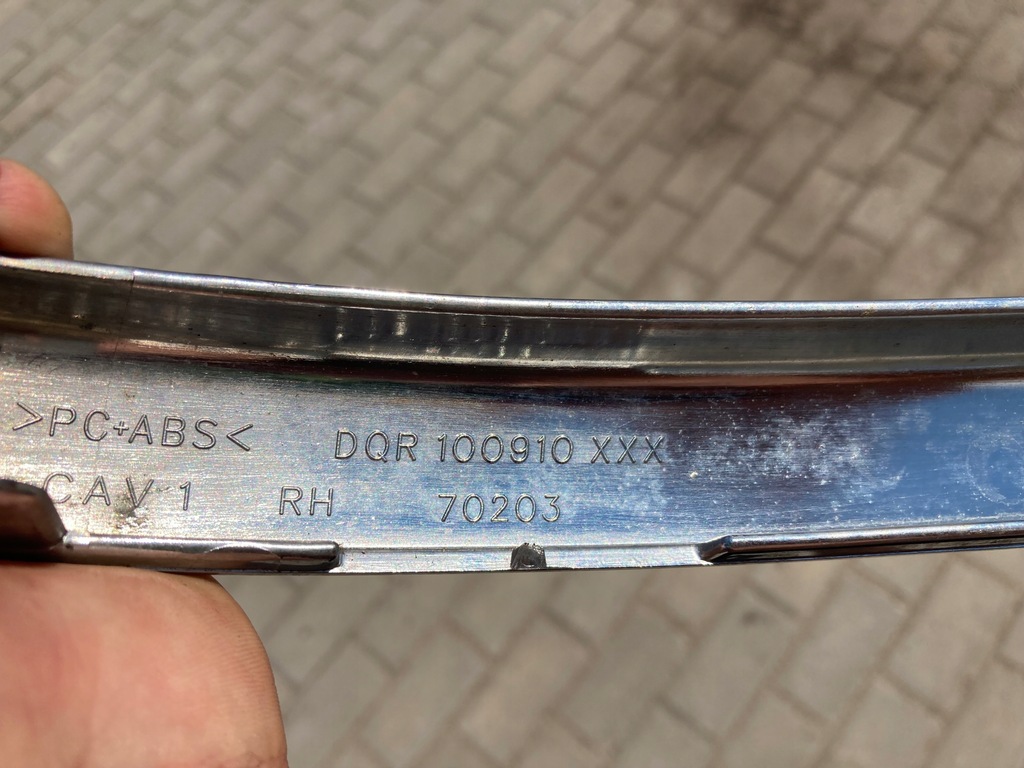 >PC+ABS< DQR 100910 XXX
CAV 1 RH 70203